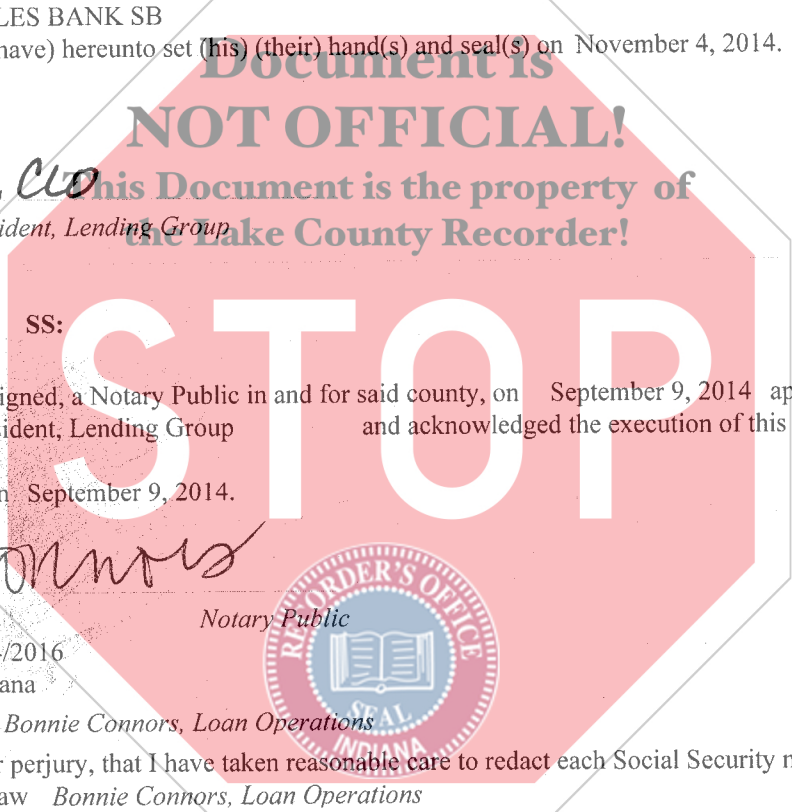 LES BANK SB
have) hereunto set (his) (their) hand(s) and seal(s) on November 4, 2014.
Document is
NOT OFFICIAL!
, CLO
This Document is the property of
ident, Lending Group
the Lake County Recorder!
SS:
STOP
igned, a Notary Public in and for said county, on September 9, 2014 ap
sident, Lending Group and acknowledged the execution of this
n September 9, 2014.
onnors
Notary Public
/2016
ana
RECORDER'S OFFICE
SEAL
INDIANA
Bonnie Connors, Loan Operations
r perjury, that I have taken reasonable care to redact each Social Security n
aw Bonnie Connors, Loan Operations